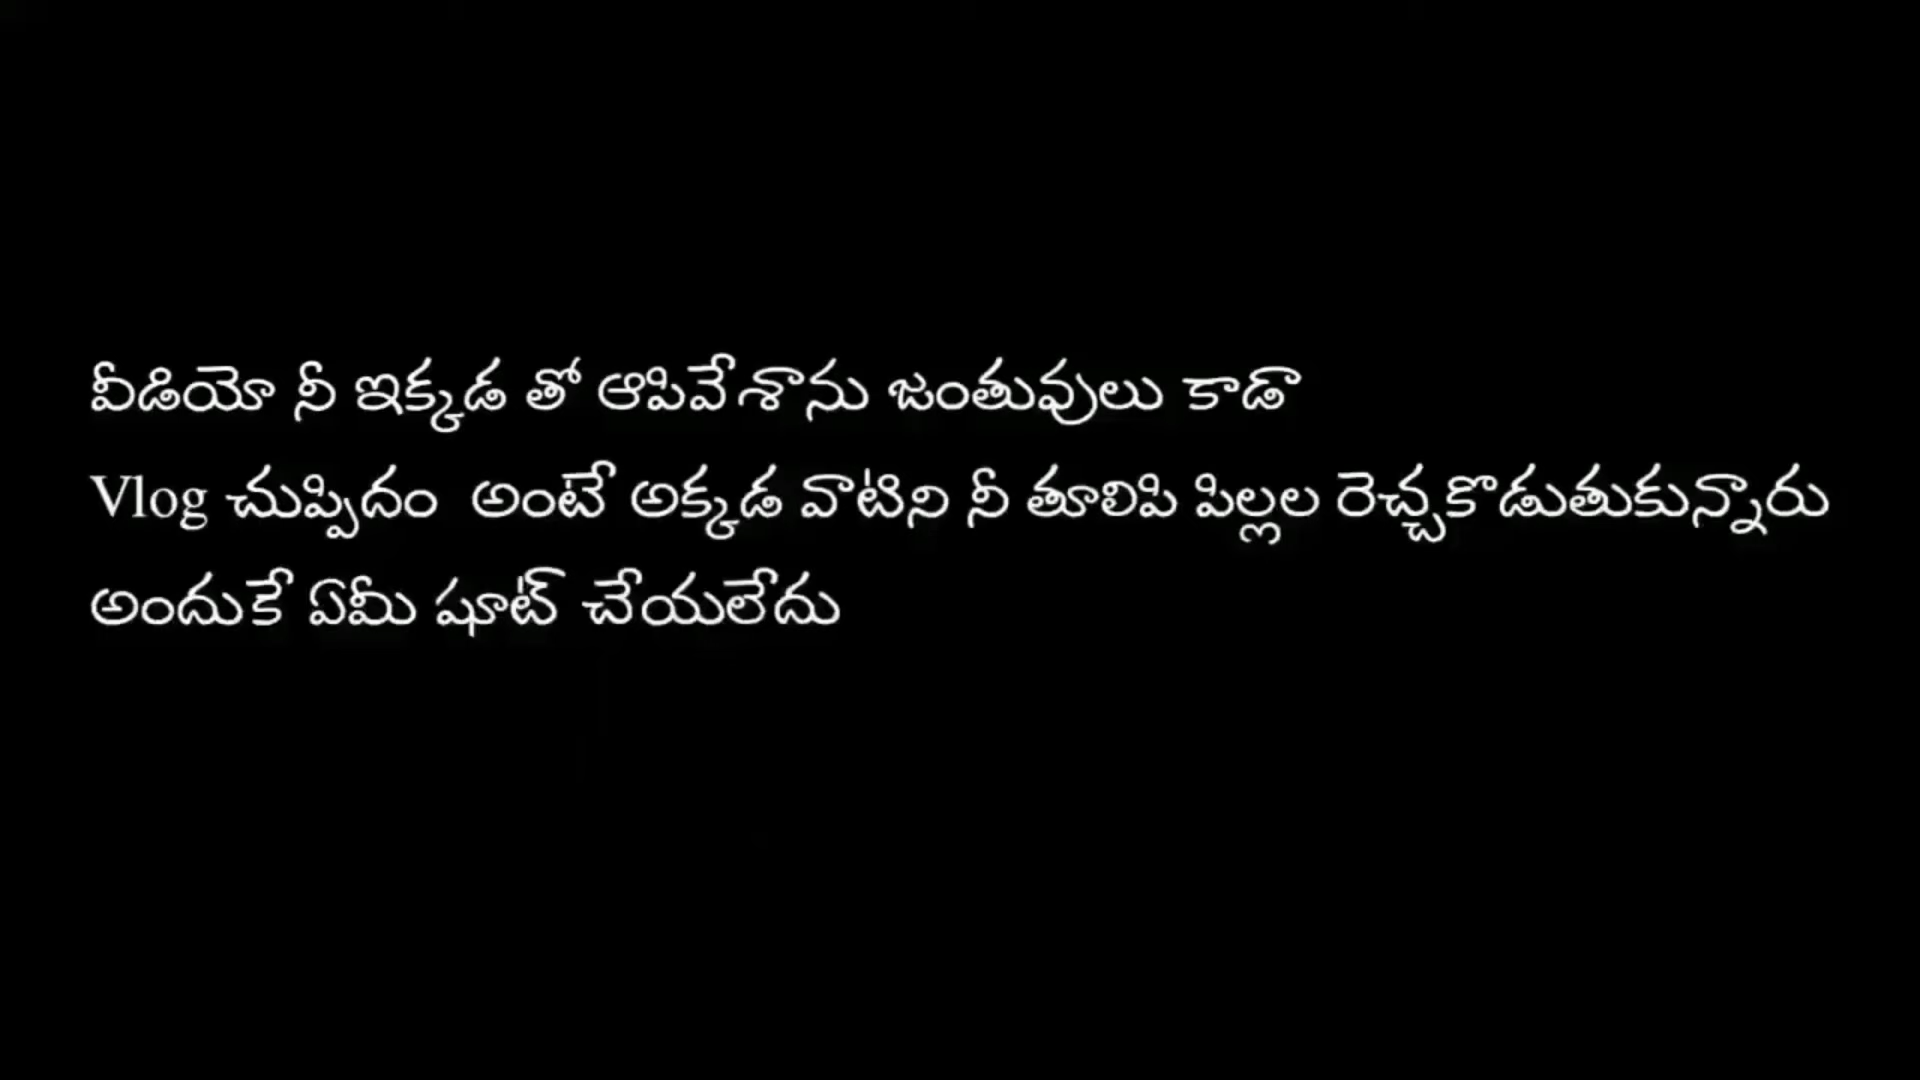 వీడియో నీ ఇక్కడ తో ఆపివేశాను జంతువులు కాడా
Vlog చుప్పిదం అంటే అక్కడ వాటిని నీ తూలిపి పిల్లల రెచ్చకొడుతుకున్నారు
అందుకే ఏమీ షూట్ చేయలేదు